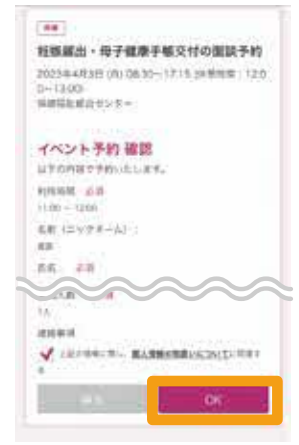 妊娠届出・母子健康手帳交付の面談予約
2023年4月3日 (月) 08:30~17:15 (休憩時間:12:0
0~13:00)
保健福祉総合センター
イベント予約 確認
以下の内容で予約いたします。
利用時間 必須
11:00 ~ 12:00
名前 (ニックネーム) :
氏名 必須
1人
連絡事項
上記の情報に関し、個人情報の取扱いについてに同意す
る
戻る
OK